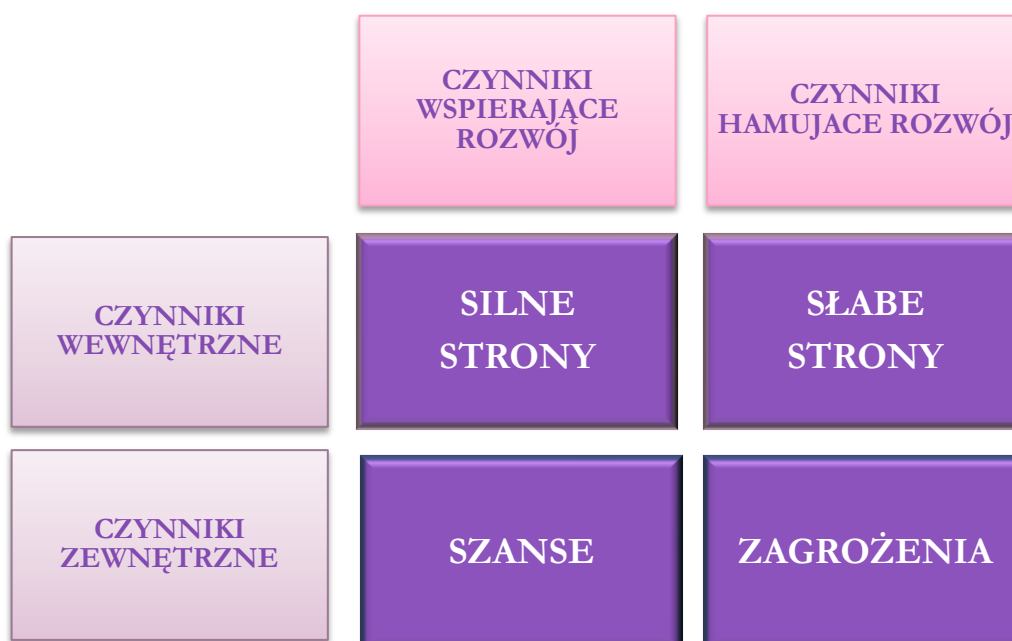 CZYNNIKI
WSPIERAJĄCE
ROZWÓJ
CZYNNIKI
HAMUJACE ROZWÓJ
CZYNNIKI
WEWNĘTRZNE
SILNE
STRONY
SŁABE
STRONY
CZYNNIKI
ZEWNĘTRZNE
SZANSE
ZAGROŻENIA